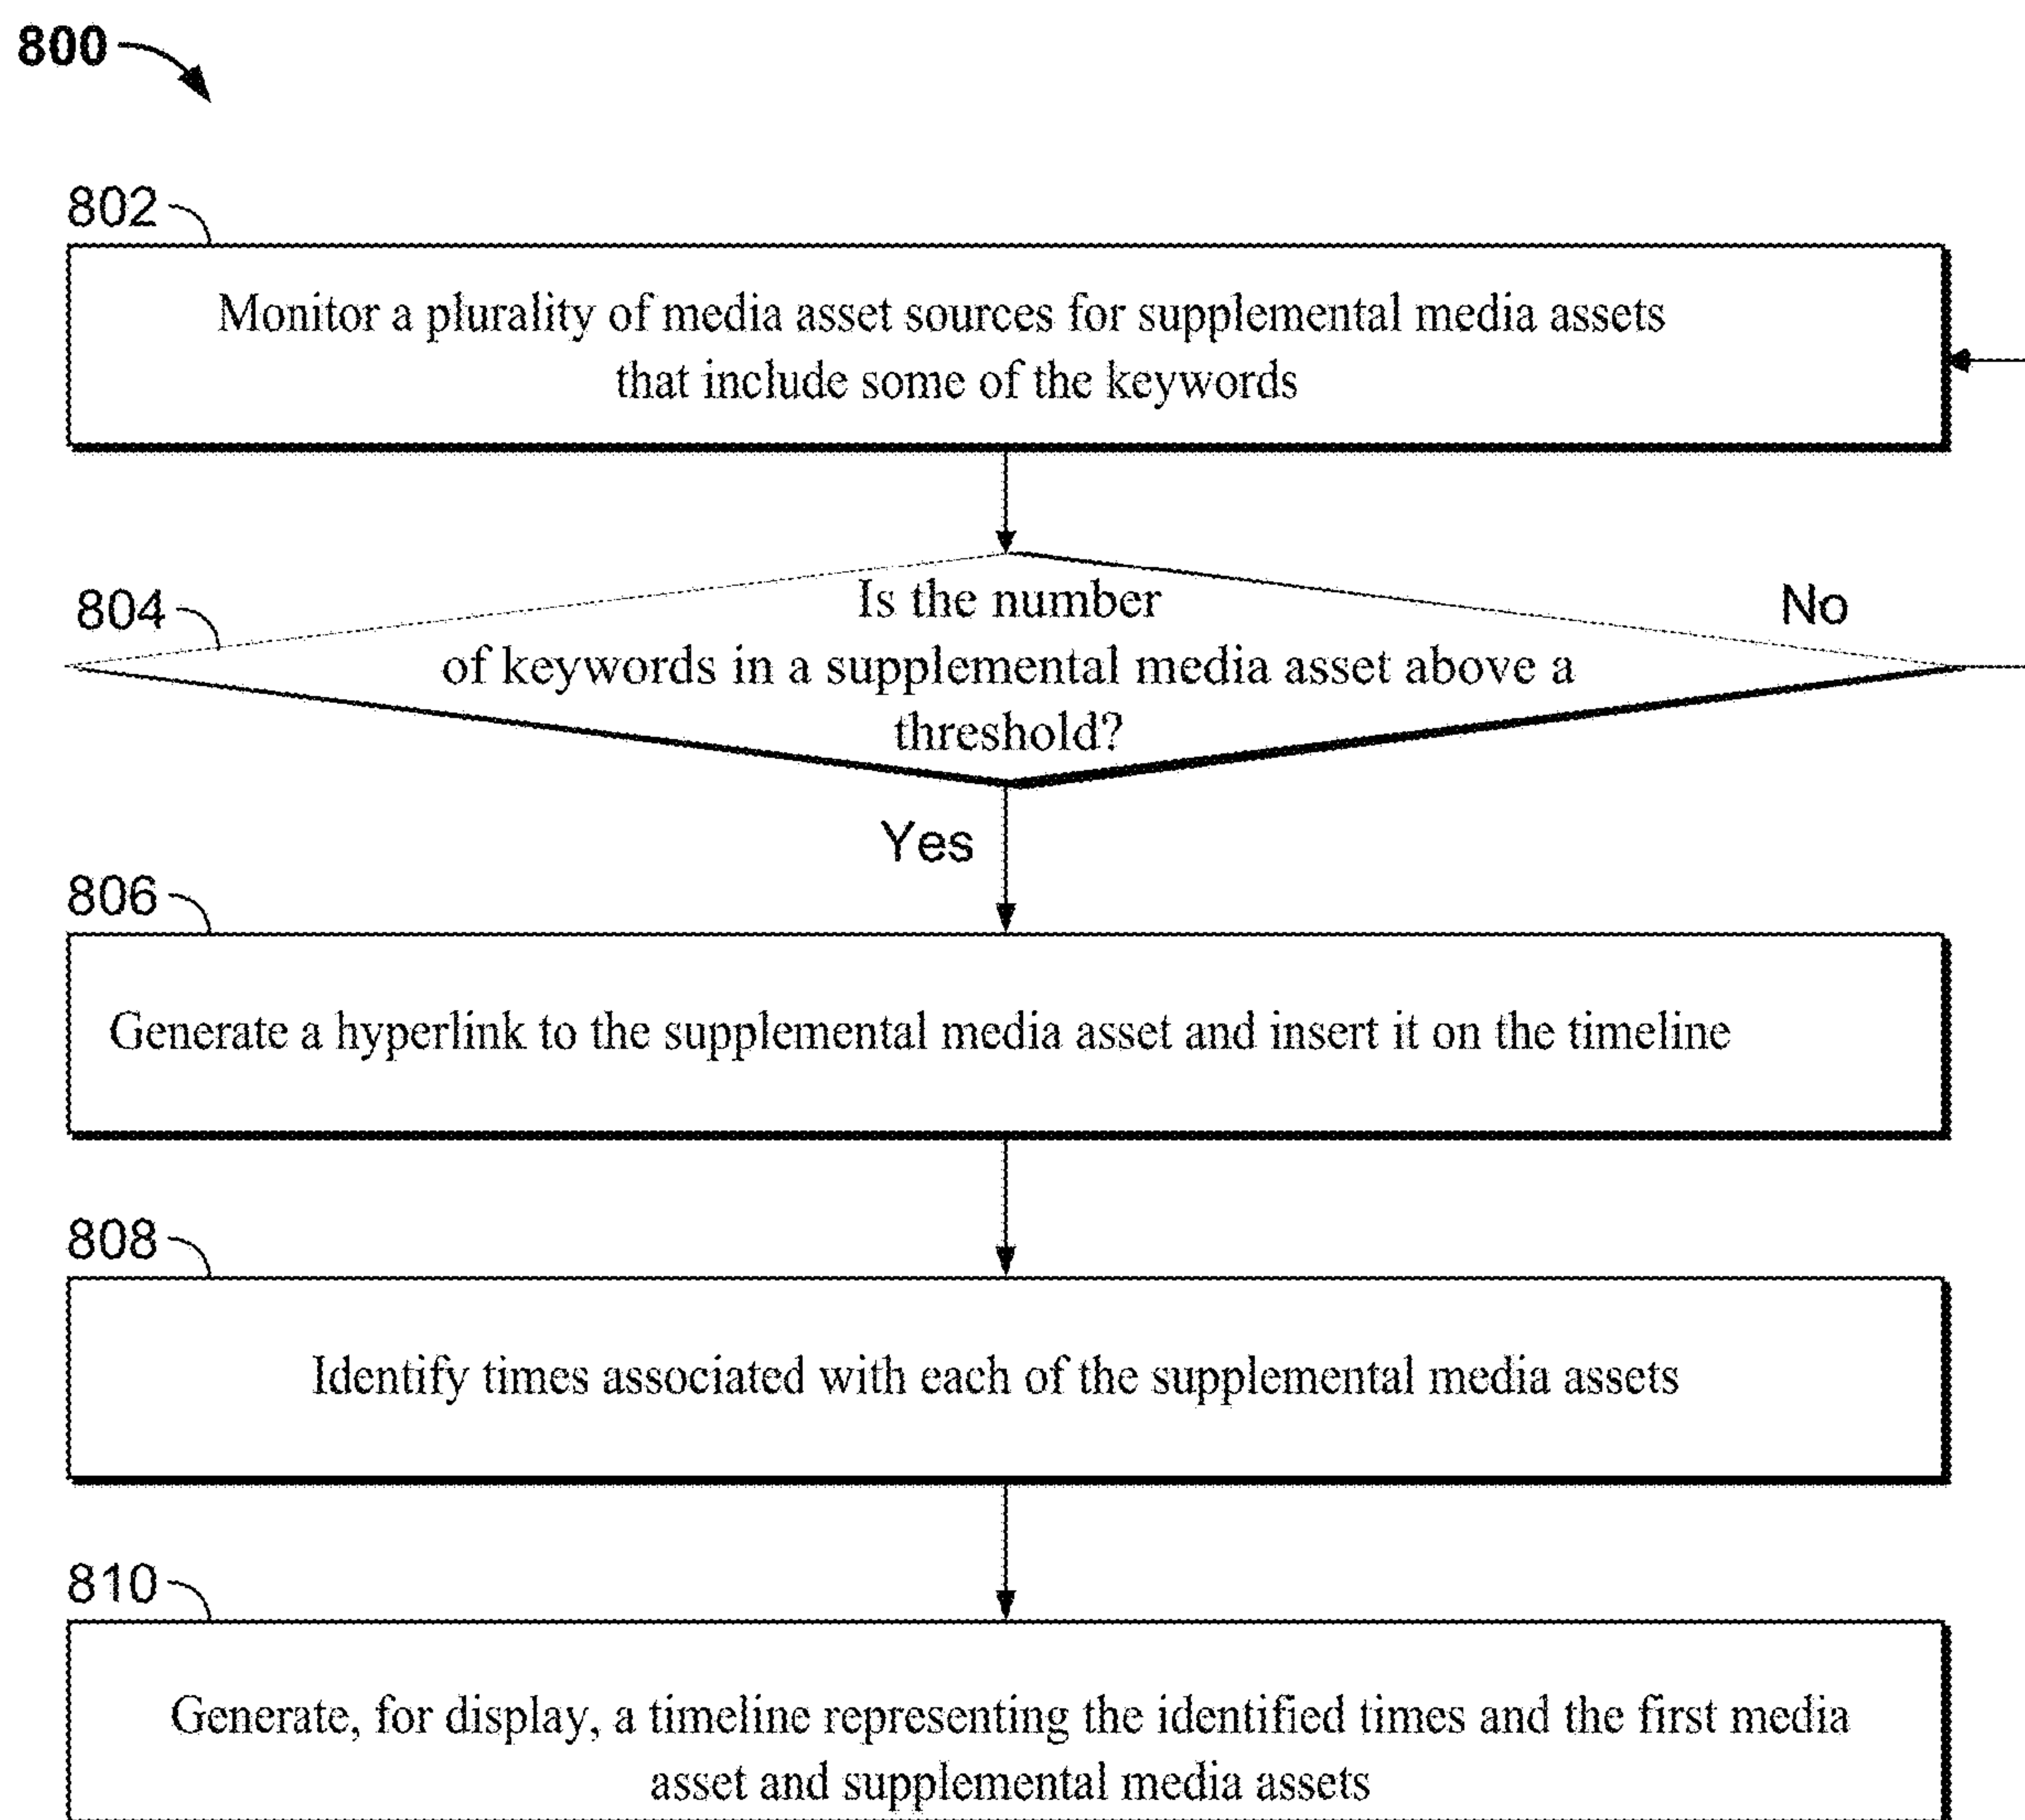 800
802
Monitor a plurality of media asset sources for supplemental media assets
that include some of the keywords
804
Is the number
of keywords in a supplemental media asset above a
threshold?
No
Yes
806
Generate a hyperlink to the supplemental media asset and insert it on the timeline
808
Identify times associated with each of the supplemental media assets
810
Generate, for display, a timeline representing the identified times and the first media
asset and supplemental media assets